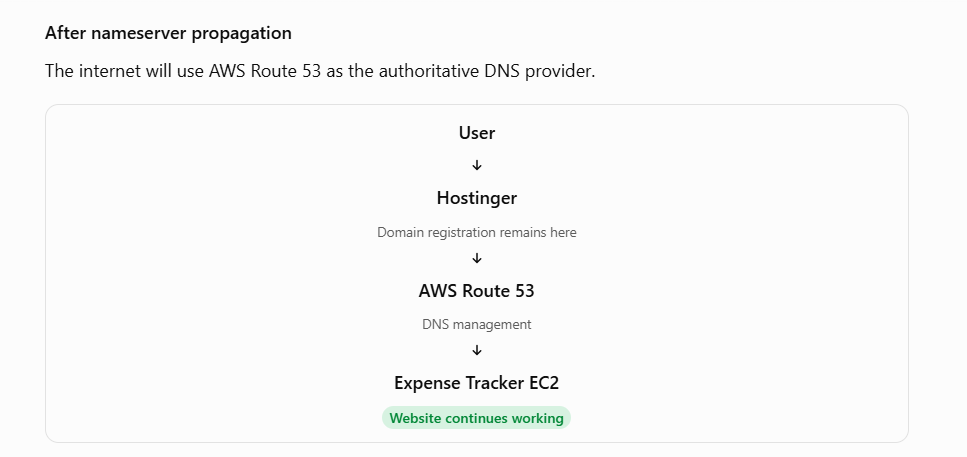 After nameserver propagation
The internet will use AWS Route 53 as the authoritative DNS provider.
User
↓
Hostinger
Domain registration remains here
↓
AWS Route 53
DNS management
↓
Expense Tracker EC2
Website continues working